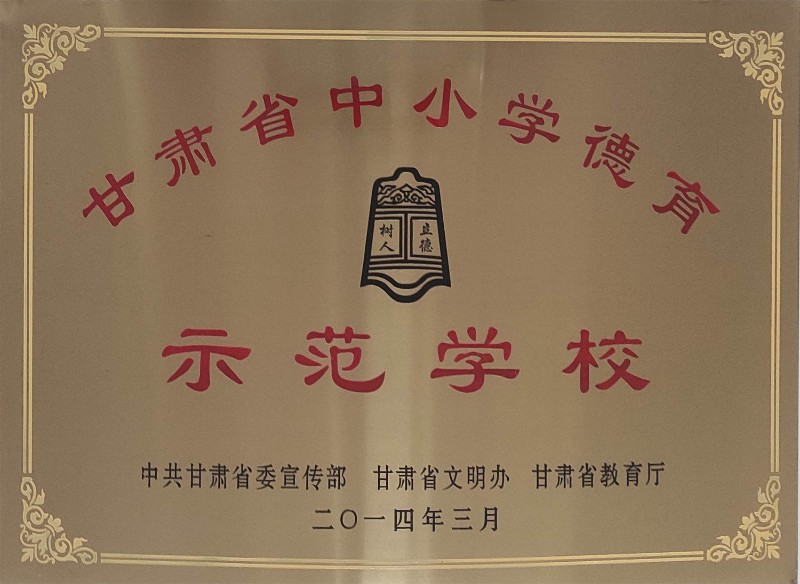 甘肃省中小学德育
立德
树人
示范学校
中共甘肃省委宣传部 甘肃省文明办 甘肃省教育厅
二〇一四年三月